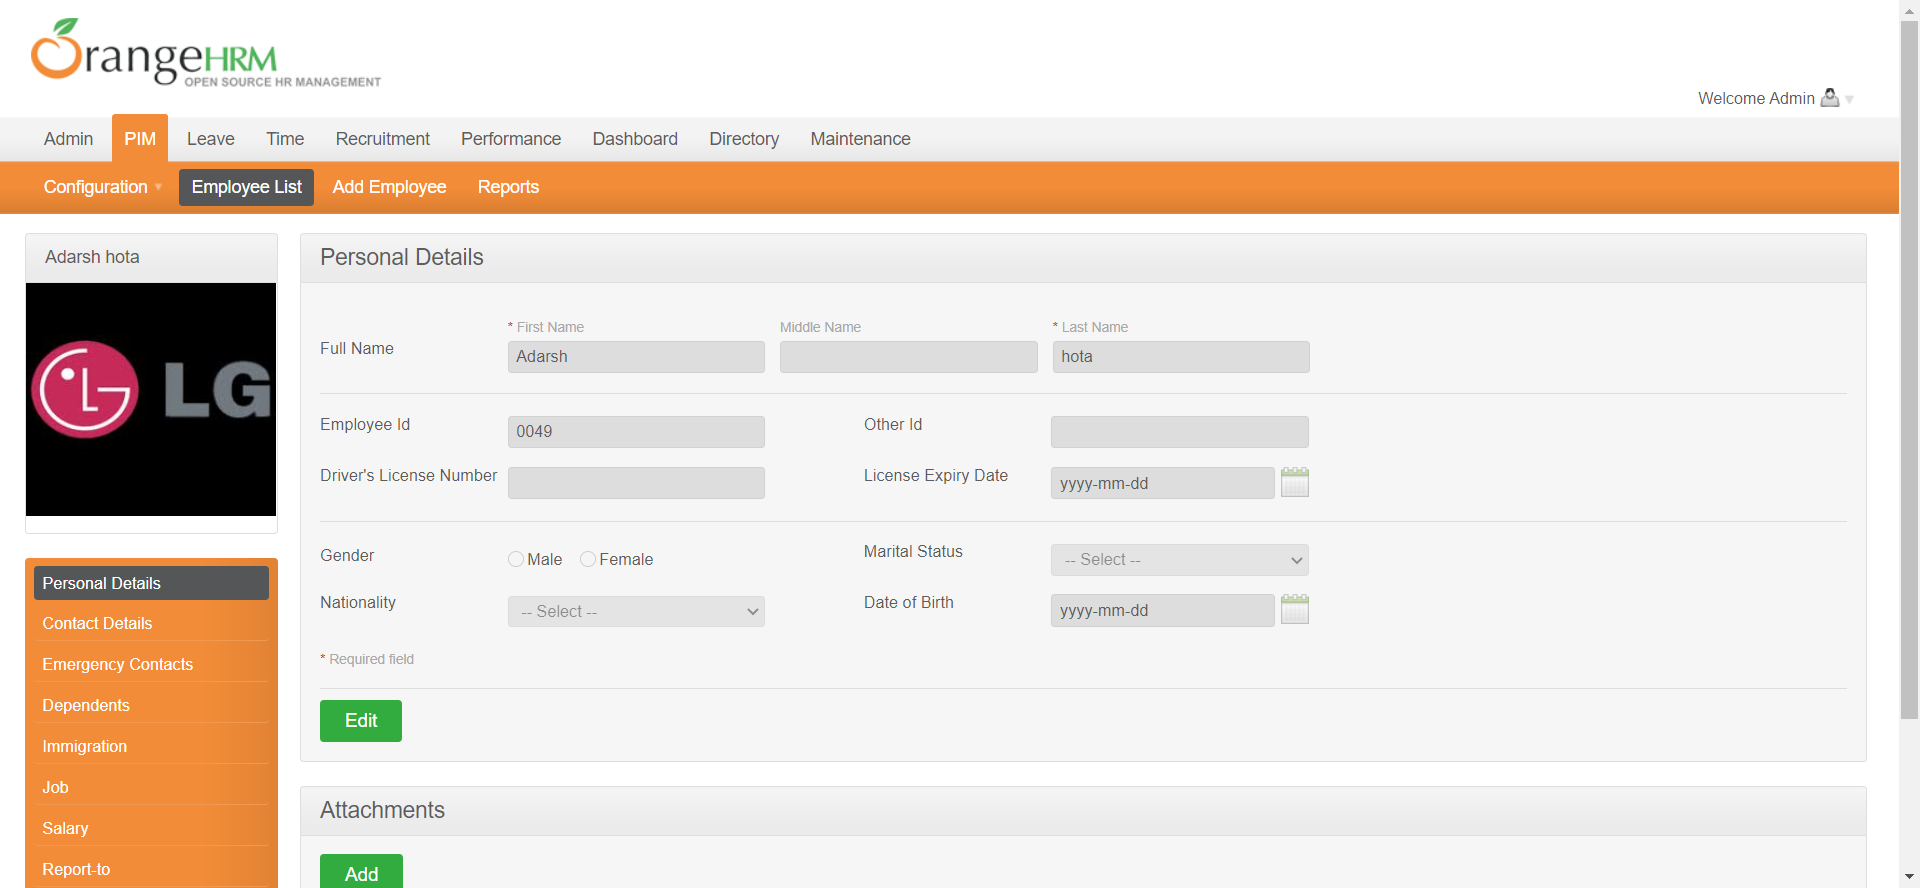 OrangeHRM
OPEN SOURCE HR MANAGEMENT
Welcome Admin
Admin PIM Leave Time Recruitment Performance Dashboard Directory Maintenance
Configuration Employee List Add Employee Reports
Adarsh hota
LG
Personal Details
Contact Details
Emergency Contacts
Dependents
Immigration
Job
Salary
Report-to
Personal Details
* First Name Middle Name * Last Name
Full Name Adarsh hota
Employee Id 0049 Other Id
Driver's License Number License Expiry Date yyyy-mm-dd
Gender Male Female Marital Status -- Select --
Nationality -- Select -- Date of Birth yyyy-mm-dd
* Required field
Edit
Attachments
Add